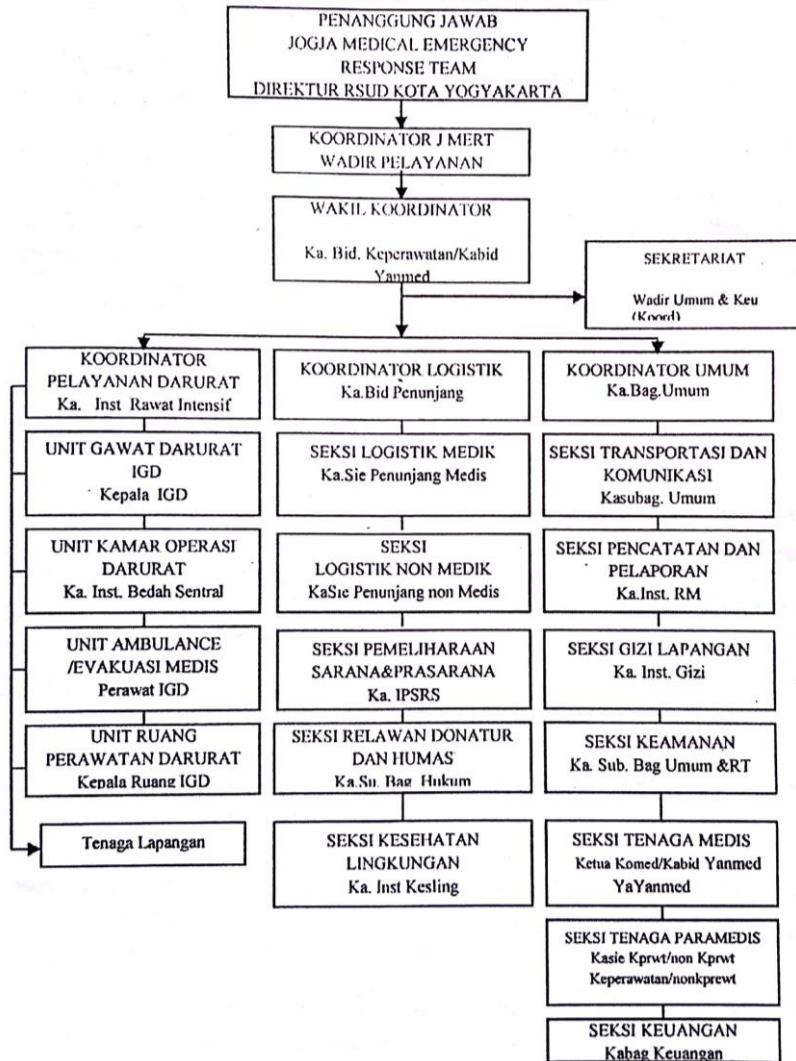 PENANGGUNG JAWAB
JOGJA MEDICAL EMERGENCY
RESPONSE TEAM
DIREKTUR RSUD KOTA YOGYAKARTA
KOORDINATOR J MERT
WADIR PELAYANAN
WAKIL KOORDINATOR
Ka. Bid. Keperawatan/Kabid
Yanmed
SEKRETARIAT
Wadir Umum & Keu
(Koord)
KOORDINATOR
PELAYANAN DARURAT
Ka. Inst Rawat Intensif
UNIT GAWAT DARURAT
IGD
Kepala IGD
UNIT KAMAR OPERASI
DARURAT
Ka. Inst. Bedah Sentral
UNIT AMBULANCE
/EVAKUASI MEDIS
Perawat IGD
UNIT RUANG
PERAWATAN DARURAT
Kepala Ruang IGD
Tenaga Lapangan
KOORDINATOR LOGISTIK
Ka.Bid Penunjang
SEKSI LOGISTIK MEDIK
Ka.Sie Penunjang Medis
SEKSI
LOGISTIK NON MEDIK
KaSie Penunjang non Medis
SEKSI PEMELIHARAAN
SARANA&PRASARANA
Ka. IPSRS
SEKSI RELAWAN DONATUR
DAN HUMAS
Ka.Su. Bag. Hukum
SEKSI KESEHATAN
LINGKUNGAN
Ka. Inst Kesling
KOORDINATOR UMUM
Ka.Bag.Umum
SEKSI TRANSPORTASI DAN
KOMUNIKASI
Kasubag. Umum
SEKSI PENCATATAN DAN
PELAPORAN
Ka.Inst. RM
SEKSI GIZI LAPANGAN
Ka. Inst. Gizi
SEKSI KEAMANAN
Ka. Sub. Bag Umum &RT
SEKSI TENAGA MEDIS
Ketua Komed/Kabid Yanmed
YaYanmed
SEKSI TENAGA PARAMEDIS
Kasie Kprwt/non Kprwt
Keperawatan/nonkprewt
SEKSI KEUANGAN
Kabag Keuangan